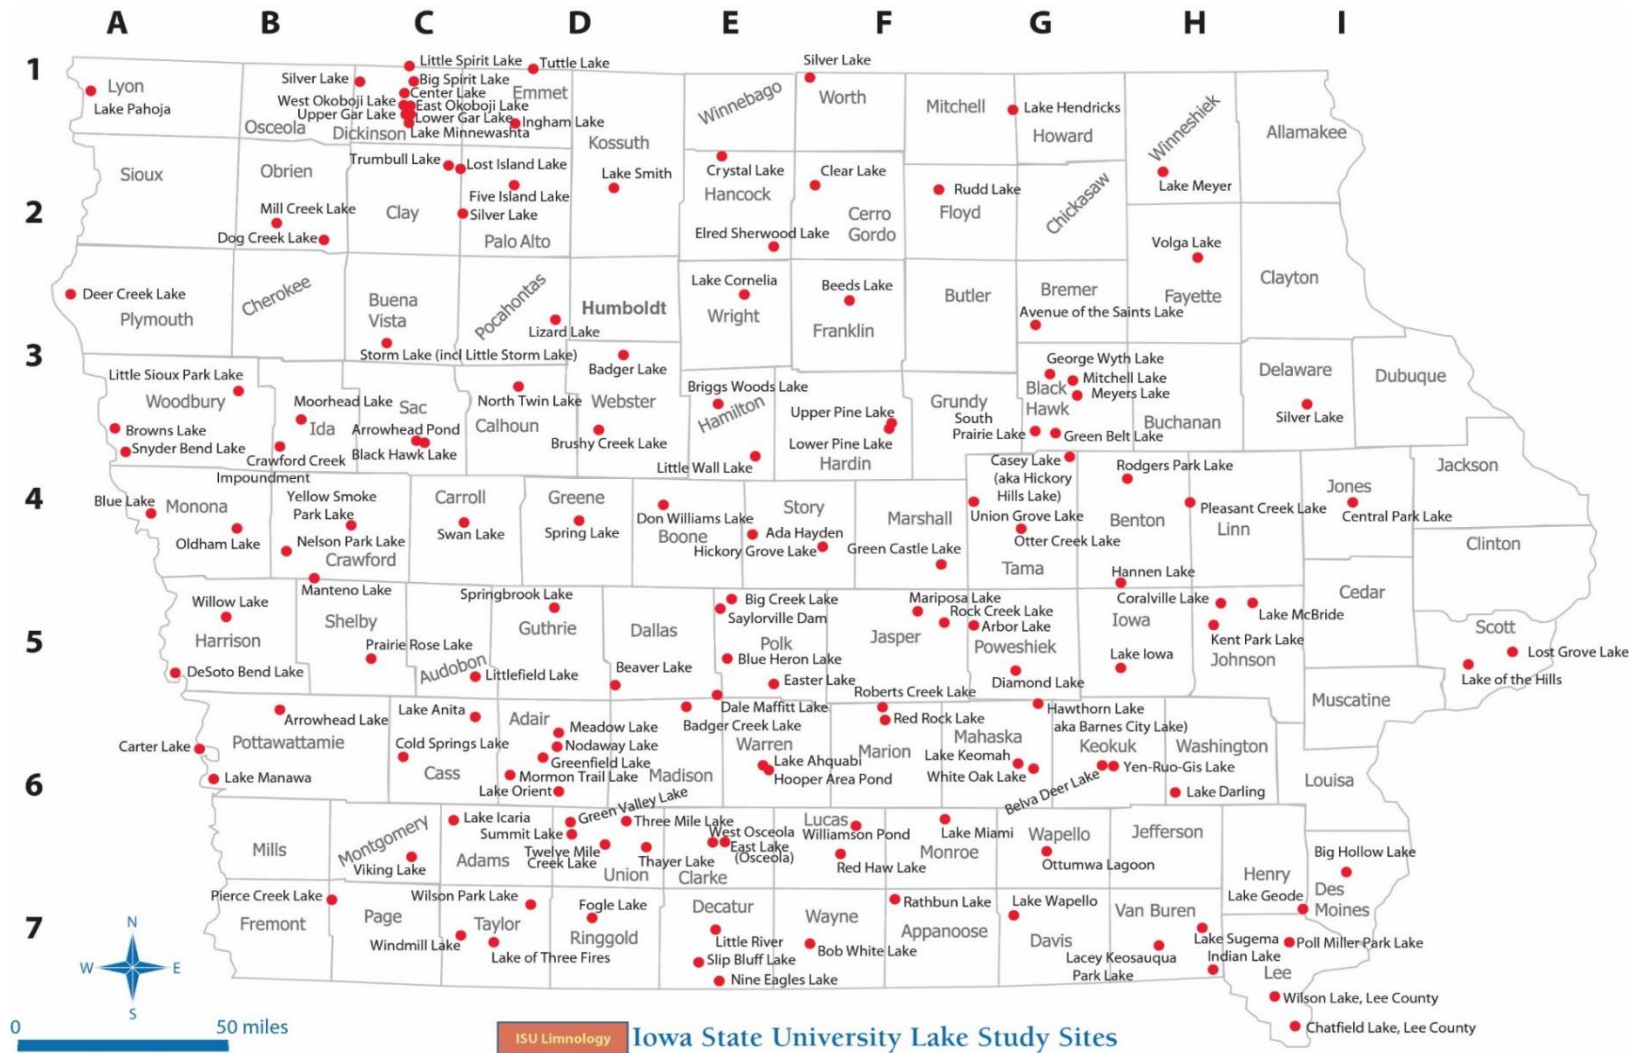 A B C D E F G H I
1
Little Spirit Lake
Tuttle Lake
Silver Lake
Lyon
Silver Lake
Big Spirit Lake
Center Lake
Emmet
Lake Pahoja
West Okoboji Lake
East Okoboji Lake
Upper Gar Lake
Lower Gar Lake
Ingham Lake
Osceola
Dickinson
Lake Minnewashta
Winnebago
Worth
Mitchell
Lake Hendricks
Howard
Winneshiek
Allamakee
Kossuth
Sioux
Obrien
Trumbull Lake
Lost Island Lake
Lake Smith
Crystal Lake
Clear Lake
Rudd Lake
Lake Meyer
Five Island Lake
Hancock
Chickasaw
2
Mill Creek Lake
Clay
Silver Lake
Cerro
Gordo
Floyd
Dog Creek Lake
Palo Alto
Elred Sherwood Lake
Volga Lake
Deer Creek Lake
Cherokee
Buena
Vista
Pocahontas
Humboldt
Lake Cornelia
Beeds Lake
Butler
Bremer
Fayette
Clayton
Plymouth
Wright
Franklin
Avenue of the Saints Lake
Lizard Lake
3
Storm Lake (incl Little Storm Lake)
Badger Lake
George Wyth Lake
Little Sioux Park Lake
Woodbury
Moorhead Lake
Sac
North Twin Lake
Webster
Briggs Woods Lake
Hamilton
Upper Pine Lake
Grundy
Black
Hawk
Mitchell Lake
Meyers Lake
Delaware
Dubuque
Silver Lake
Browns Lake
Ida
Arrowhead Pond
Calhoun
Lower Pine Lake
South
Prairie Lake
Green Belt Lake
Buchanan
Snyder Bend Lake
Crawford Creek
Impoundment
Black Hawk Lake
Brushy Creek Lake
Little Wall Lake
Hardin
Casey Lake
(aka Hickory
Hills Lake)
Rodgers Park Lake
Jackson
4
Blue Lake
Monona
Yellow Smoke
Park Lake
Carroll
Greene
Story
Marshall
Union Grove Lake
Benton
Pleasant Creek Lake
Linn
Jones
Central Park Lake
Oldham Lake
Nelson Park Lake
Crawford
Swan Lake
Spring Lake
Don Williams Lake
Boone
Ada Hayden
Hickory Grove Lake
Green Castle Lake
Otter Creek Lake
Tama
Clinton
Manteno Lake
Hannen Lake
Cedar
Willow Lake
Shelby
Springbrook Lake
Big Creek Lake
Saylorville Dam
Mariposa Lake
Rock Creek Lake
Arbor Lake
Coralville Lake
Lake McBride
5
Harrison
Prairie Rose Lake
Guthrie
Dallas
Polk
Jasper
Poweshiek
Iowa
Kent Park Lake
Johnson
Scott
Lost Grove Lake
Lake of the Hills
DeSoto Bend Lake
Audobon
Littlefield Lake
Beaver Lake
Blue Heron Lake
Easter Lake
Diamond Lake
Lake Iowa
Muscatine
Arrowhead Lake
Lake Anita
Adair
Dale Maffitt Lake
Roberts Creek Lake
Hawthorn Lake
aka Barnes City Lake)
Carter Lake
Pottawattamie
Cold Springs Lake
Meadow Lake
Nodaway Lake
Greenfield Lake
Badger Creek Lake
Warren
Red Rock Lake
Marion
Mahaska
Keokuk
Washington
6
Lake Manawa
Cass
Mormon Trail Lake
Lake Orient
Madison
Lake Ahquabi
Hooper Area Pond
Lake Keomah
White Oak Lake
Belva Deer Lake
Yen-Ruo-Gis Lake
Lake Darling
Louisa
Mills
Montgomery
Viking Lake
Lake Icaria
Adams
Green Valley Lake
Summit Lake
Twelve Mile
Creek Lake
Three Mile Lake
Thayer Lake
Union
West Osceola
East Lake
(Osceola)
Clarke
Lucas
Williamson Pond
Red Haw Lake
Lake Miami
Monroe
Wapello
Ottumwa Lagoon
Jefferson
Henry
Big Hollow Lake
Des
Moines
Lake Geode
7
Pierce Creek Lake
Fremont
Page
Wilson Park Lake
Taylor
Windmill Lake
Lake of Three Fires
Fogle Lake
Ringgold
Decatur
Little River
Slip Bluff Lake
Nine Eagles Lake
Wayne
Bob White Lake
Rathbun Lake
Appanoose
Lake Wapello
Davis
Van Buren
Lacey Keosauqua
Park Lake
Lake Sugema
Indian Lake
Poll Miller Park Lake
Lee
Wilson Lake, Lee County
Chatfield Lake, Lee County
N
W E
S
0 50 miles
ISU Limnology
Iowa State University Lake Study Sites